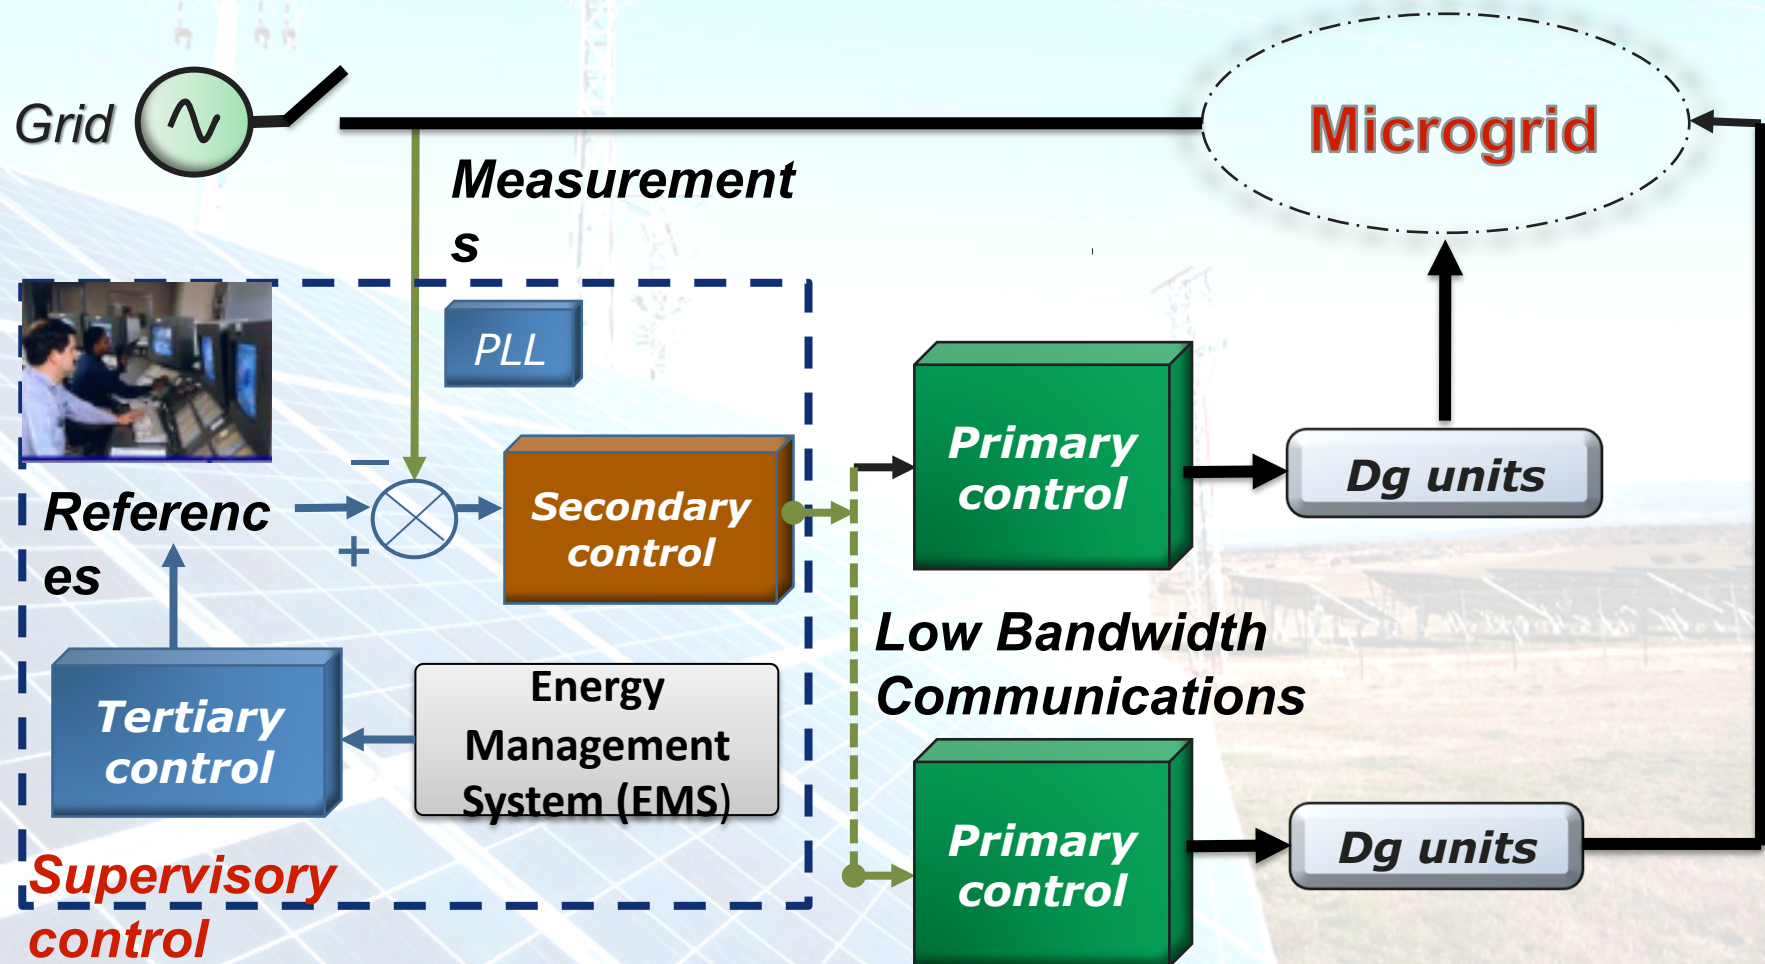 Grid
Microgrid
Measurement
s
PLL
−
Referenc
es
+
Secondary
control
Primary
control
Dg units
Low Bandwidth
Communications
Tertiary
control
Energy
Management
System (EMS)
Primary
control
Dg units
Supervisory
control